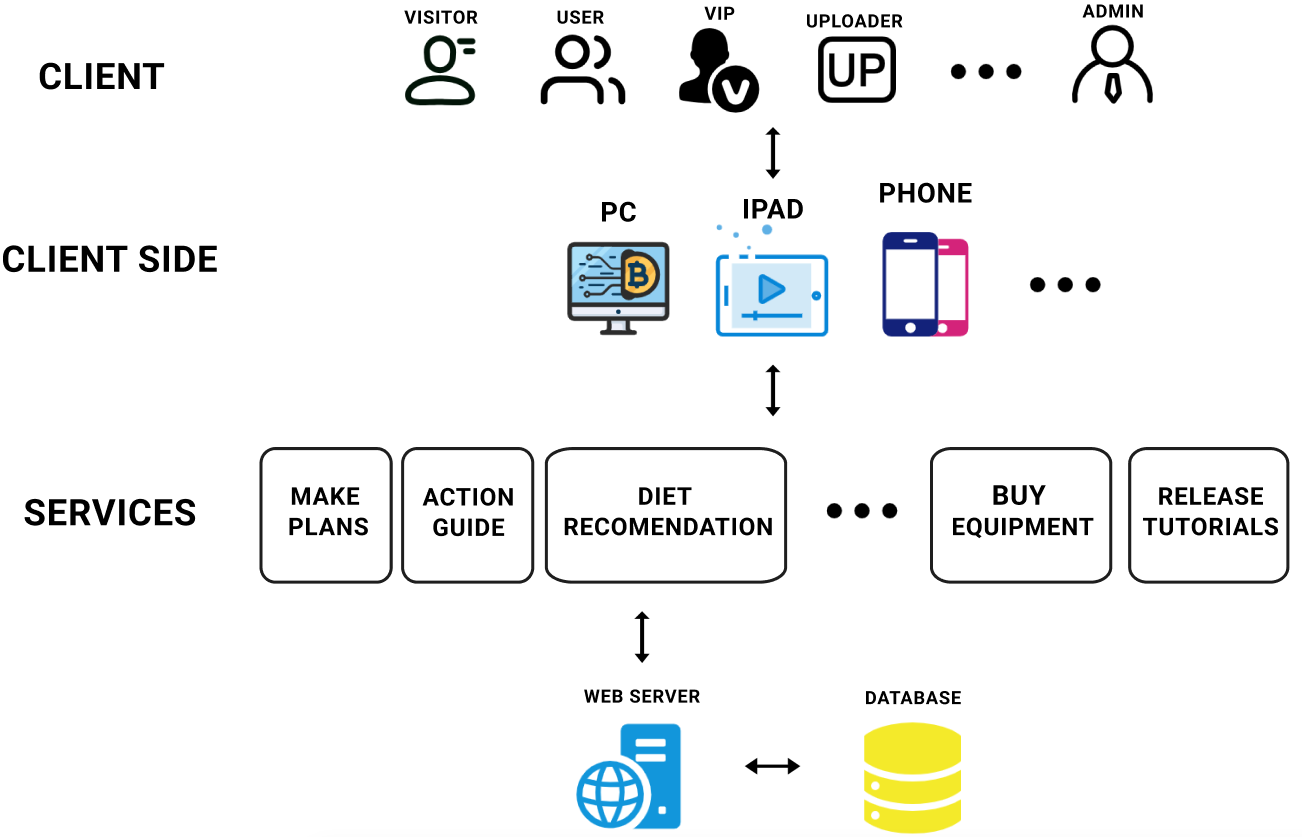 VISITOR
USER
VIP
UPLOADER
ADMIN
CLIENT
UP
V
PC
IPAD
PHONE
CLIENT SIDE
B
SERVICES
MAKE
PLANS
ACTION
GUIDE
DIET
RECOMENDATION
BUY
EQUIPMENT
RELEASE
TUTORIALS
WEB SERVER
DATABASE